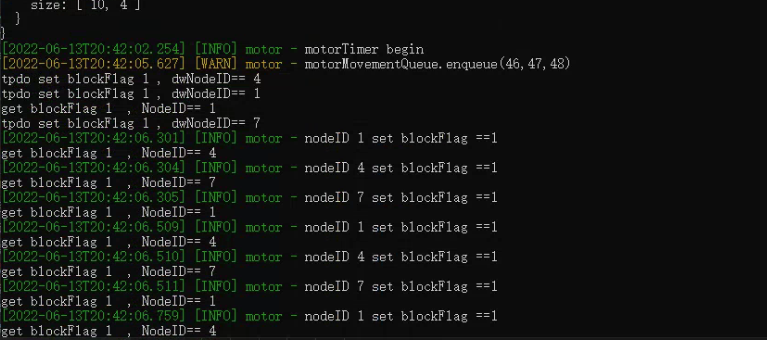 size: [ 10, 4 ]
}
}
[2022-06-13T20:42:02.254] [INFO] motor - motorTimer begin
[2022-06-13T20:42:05.627] [WARN] motor - motorMovementQueue.enqueue(46,47,48)
tpdo set blockFlag 1 , dwNodeID== 4
tpdo set blockFlag 1 , dwNodeID== 1
get blockFlag 1  , NodeID== 1
tpdo set blockFlag 1 , dwNodeID== 7
[2022-06-13T20:42:06.301] [INFO] motor - nodeID 1 set blockFlag ==1
get blockFlag 1  , NodeID== 4
[2022-06-13T20:42:06.304] [INFO] motor - nodeID 4 set blockFlag ==1
get blockFlag 1  , NodeID== 7
[2022-06-13T20:42:06.305] [INFO] motor - nodeID 7 set blockFlag ==1
get blockFlag 1  , NodeID== 1
[2022-06-13T20:42:06.509] [INFO] motor - nodeID 1 set blockFlag ==1
get blockFlag 1  , NodeID== 4
[2022-06-13T20:42:06.510] [INFO] motor - nodeID 4 set blockFlag ==1
get blockFlag 1  , NodeID== 7
[2022-06-13T20:42:06.511] [INFO] motor - nodeID 7 set blockFlag ==1
get blockFlag 1  , NodeID== 1
[2022-06-13T20:42:06.759] [INFO] motor - nodeID 1 set blockFlag ==1
get blockFlag 1  , NodeID== 4